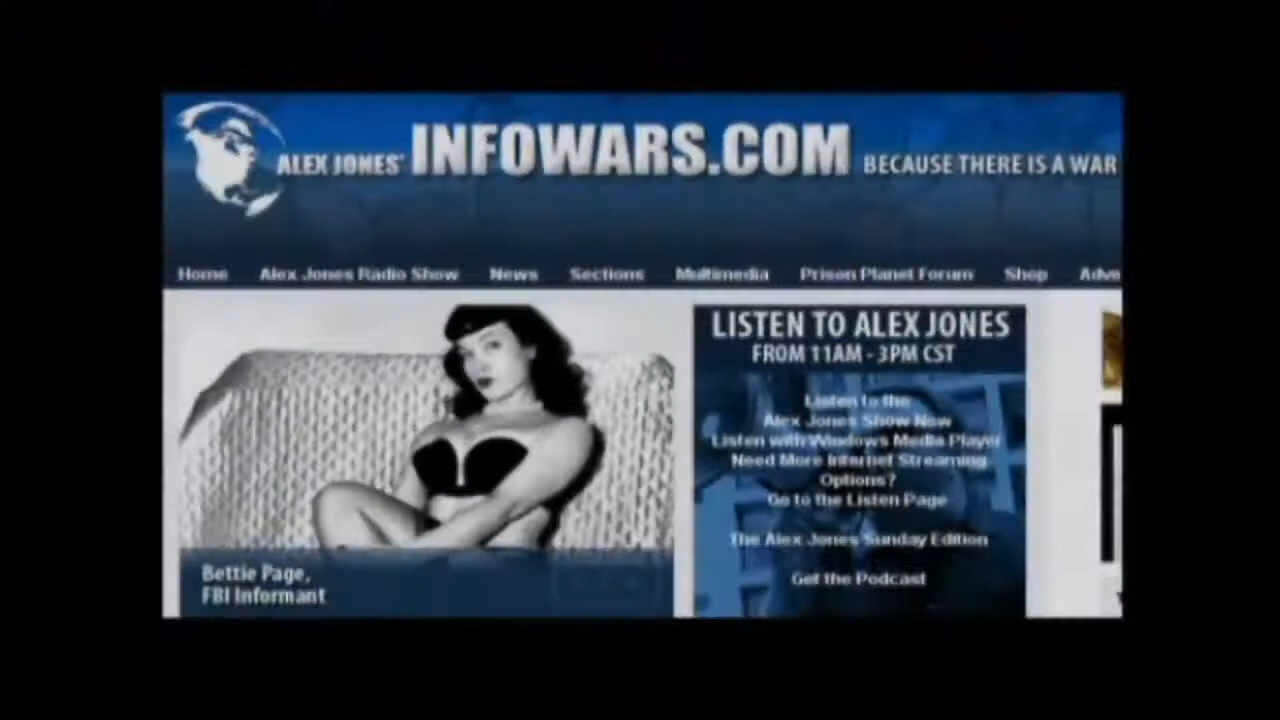 ALEX JONES' INFOWARS.COM BECAUSE THERE IS A WAR
Home Alex Jones Radio Show News Sections Multimedia Prison Planet Forum Shop Adve
LISTEN TO ALEX JONES
FROM 11AM - 3PM CST
Listen to the
Alex Jones Show Now
Listen with Windows Media Player
Need More Internet Streaming
Options?
Go to the Listen Page
The Alex Jones Sunday Edition
Get the Podcast
Bettie Page,
FBI Informant